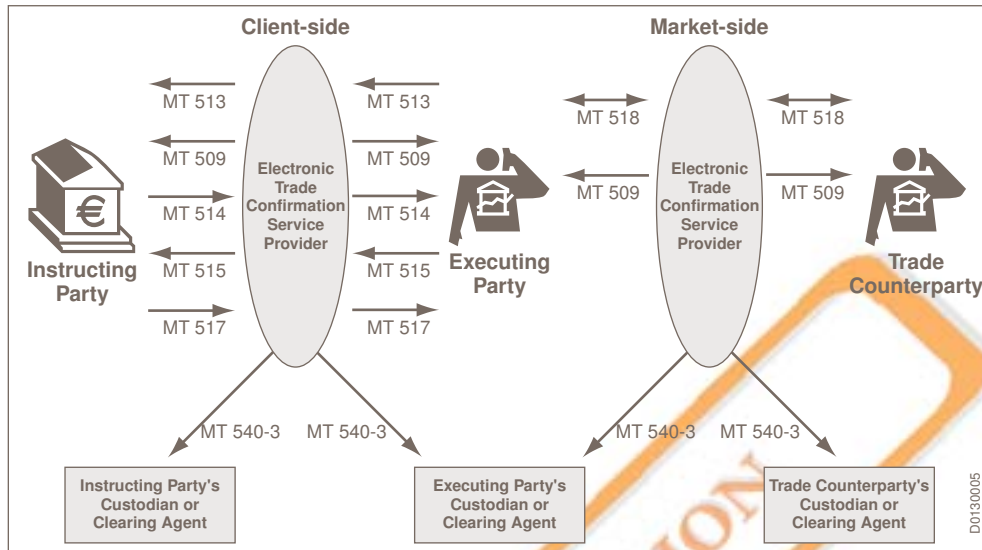 Client-side
Market-side
MT 513
MT 513
MT 518
MT 518
MT 509
MT 509
MT 509
MT 509
Electronic
Trade
Confirmation
Service
Provider
Electronic
Trade
Confirmation
Service
Provider
€
MT 514
MT 514
Instructing
Party
MT 515
MT 515
Executing
Party
Trade
Counterparty
MT 517
MT 517
MT 540-3
MT 540-3
MT 540-3
MT 540-3
Instructing Party's
Custodian or
Clearing Agent
Executing Party's
Custodian or
Clearing Agent
Trade Counterparty's
Custodian or
Clearing Agent
D0130005
ION